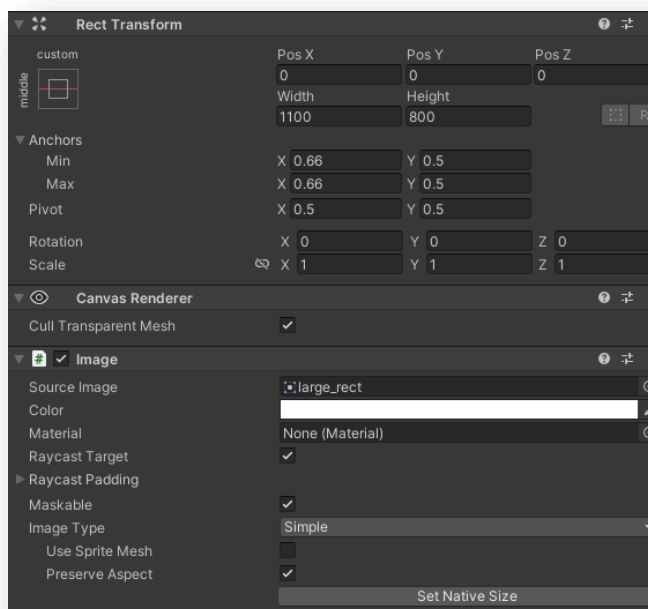 Rect Transform
custom
Pos X Pos Y Pos Z
0 0 0
middle
Width Height
1100 800
R
Anchors
Min X 0.66 Y 0.5
Max X 0.66 Y 0.5
Pivot X 0.5 Y 0.5
Rotation X 0 Y 0 Z 0
Scale X 1 Y 1 Z 1
Canvas Renderer
Cull Transparent Mesh
# Image
Source Image large_rect
Color
Material None (Material)
Raycast Target
Raycast Padding
Maskable
Image Type Simple
Use Sprite Mesh
Preserve Aspect
Set Native Size